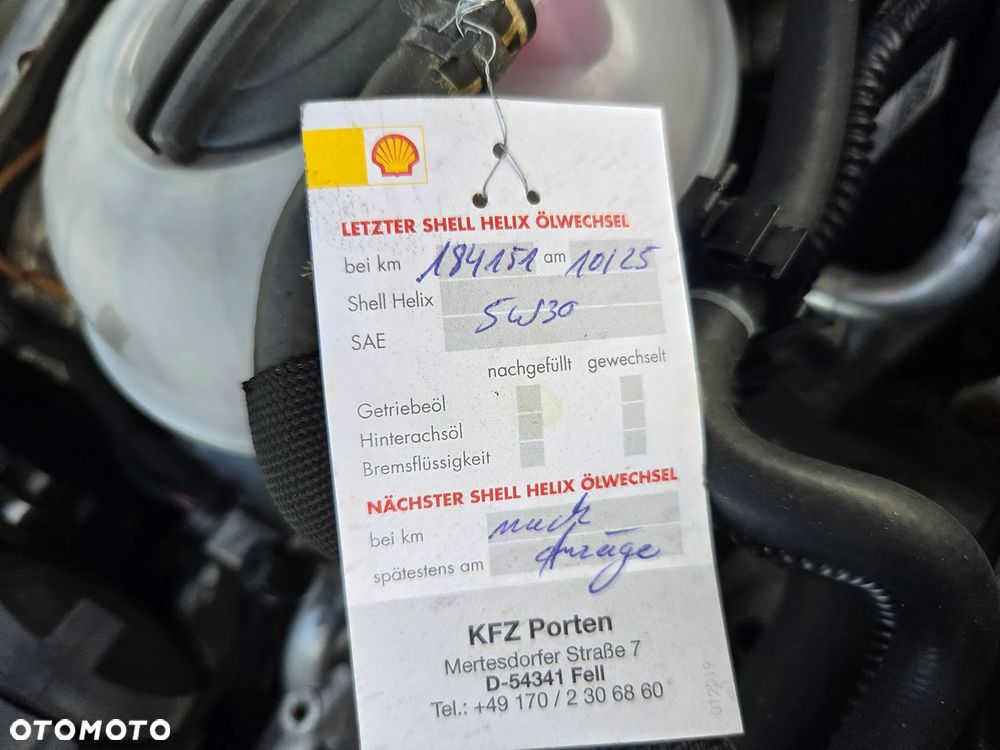 LETZTER SHELL HELIX ÖLWECHSEL
bei km 184151 am 10/25
Shell Helix
SAE 5W30
nachgefüllt gewechselt
Getriebeöl
Hinterachsöl
Bremsflüssigkeit
NÄCHSTER SHELL HELIX ÖLWECHSEL
bei km nach
spätestens am Anzeige
KFZ Porten
Mertesdorfer Straße 7
D-54341 Fell
Tel.: +49 170 / 2 30 68 60
012019
OTOMOTO